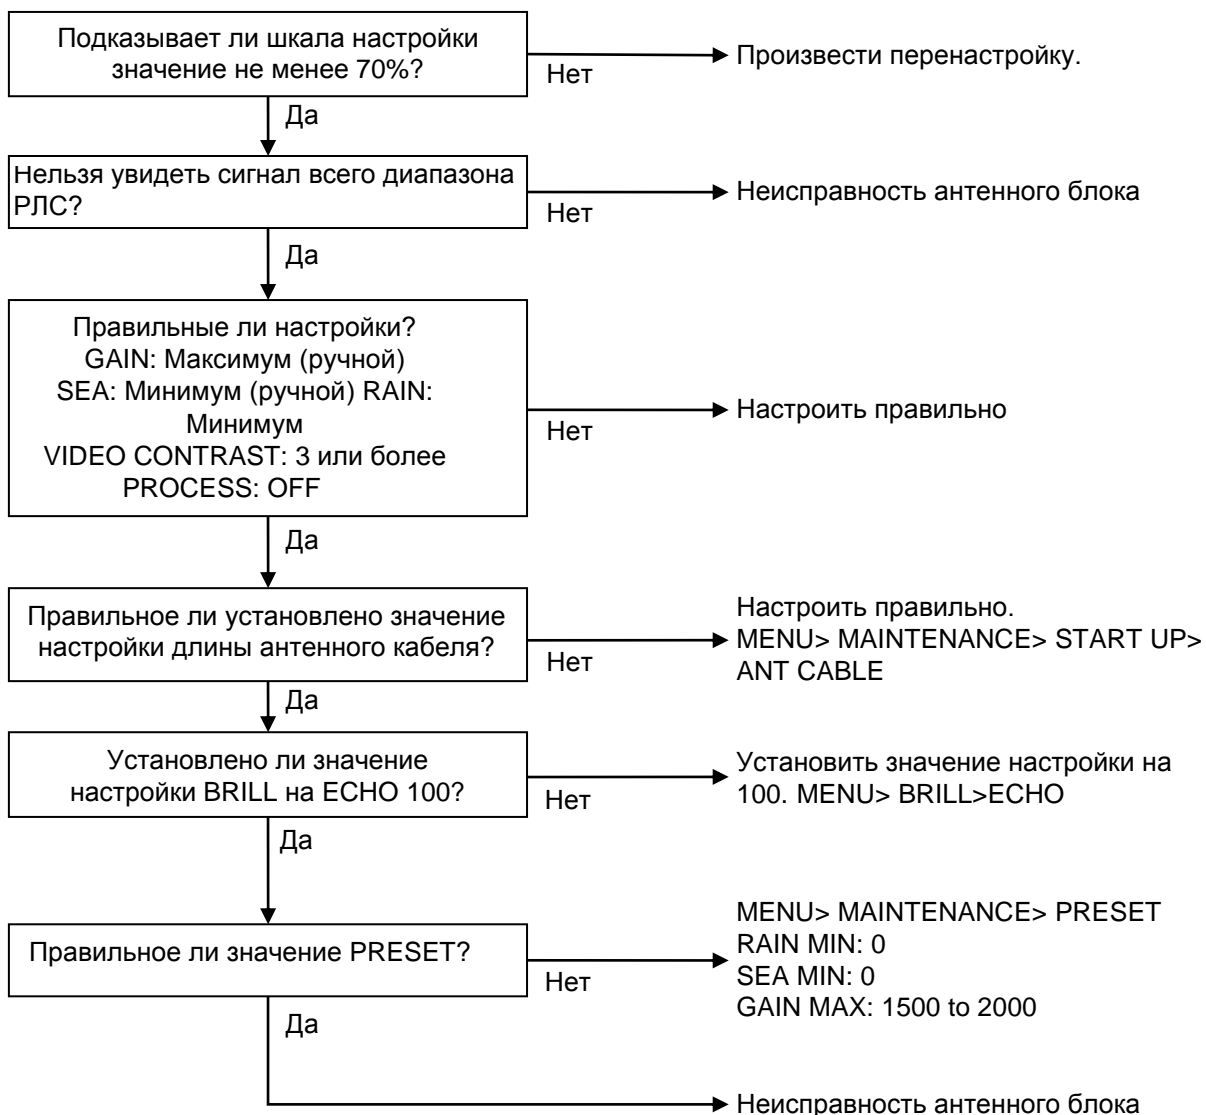 Подказывает ли шкала настройки
значение не менее 70%?
Нет
Произвести перенастройку.
Да
Нельзя увидеть сигнал всего диапазона
РЛС?
Нет
Неисправность антенного блока
Да
Правильные ли настройки?
GAIN: Максимум (ручной)
SEA: Минимум (ручной) RAIN:
Минимум
VIDEO CONTRAST: 3 или более
PROCESS: OFF
Нет
Настроить правильно
Да
Правильное ли установлено значение
настройки длины антенного кабеля?
Нет
Настроить правильно.
MENU> MAINTENANCE> START UP>
ANT CABLE
Да
Установлено ли значение
настройки BRILL на ECHO 100?
Нет
Установить значение настройки на
100. MENU> BRILL>ECHO
Да
Правильное ли значение PRESET?
Нет
MENU> MAINTENANCE> PRESET
RAIN MIN: 0
SEA MIN: 0
GAIN MAX: 1500 to 2000
Да
Неисправность антенного блока